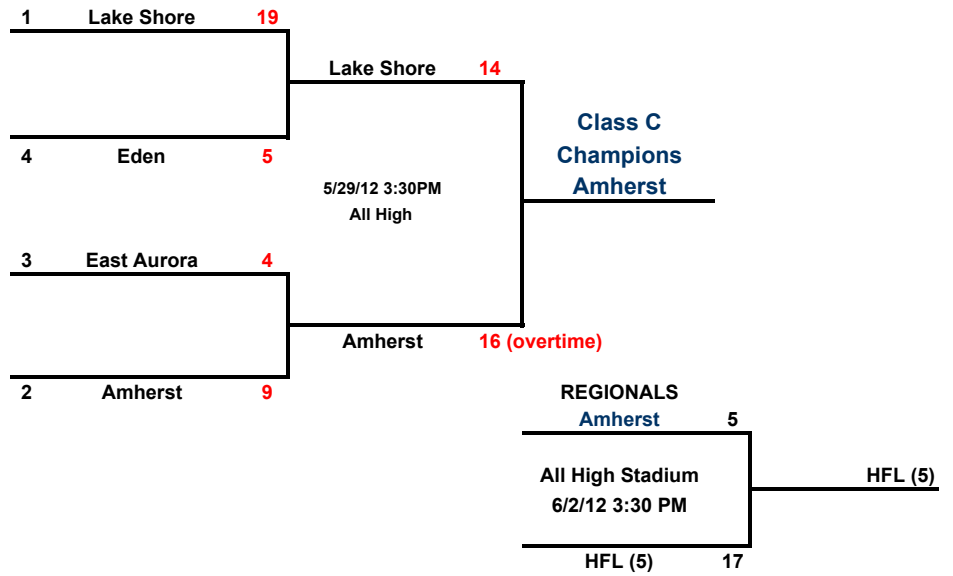 1 Lake Shore 19
Lake Shore 14
Class C
Champions
Amherst
4 Eden 5
5/29/12 3:30PM
All High
3 East Aurora 4
Amherst 16 (overtime)
2 Amherst 9
REGIONALS
Amherst 5
All High Stadium
6/2/12 3:30 PM
HFL (5)
HFL (5) 17